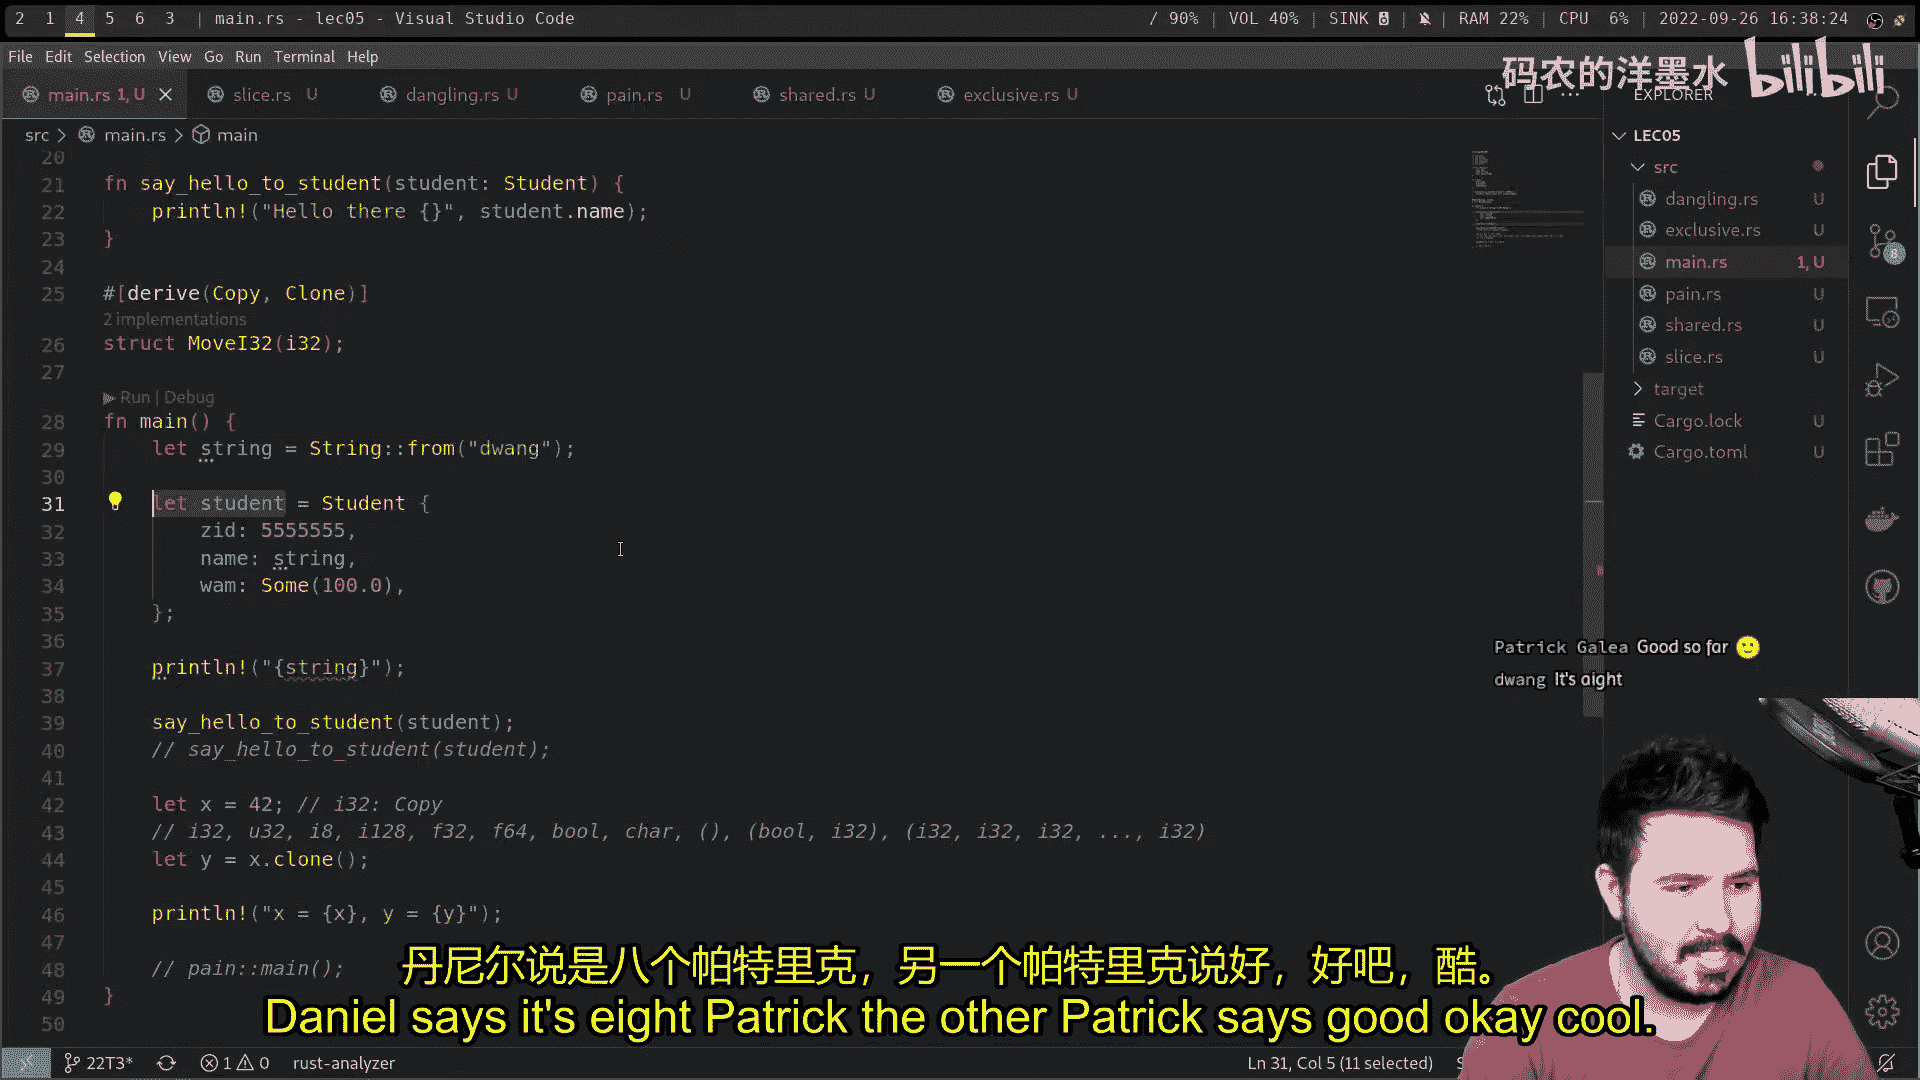 2 1 4 5 6 3 | main.rs - lec05 - Visual Studio Code
/ 90% | VOL 40% | SINK | | RAM 22% | CPU 6% | 2022-09-26 16:38:24
File Edit Selection View Go Run Terminal Help
码农的洋墨水 bilibili
main.rs 1, U slice.rs U dangling.rs U pain.rs U shared.rs U exclusive.rs U
EXPLORER
src > main.rs > main
20
21 fn say_hello_to_student(student: Student) {
22 println!("Hello there {}", student.name);
23 }
24
25 #[derive(Copy, Clone)]
2 implementations
26 struct MoveI32(i32);
27
Run | Debug
28 fn main() {
29 let string = String::from("dwang");
30
31 let student = Student {
32 zid: 5555555,
33 name: string,
34 wam: Some(100.0),
35 };
36
37 println!("{string}");
38
39 say_hello_to_student(student);
40 // say_hello_to_student(student);
41
42 let x = 42; // i32: Copy
43 // i32, u32, i8, i128, f32, f64, bool, char, (), (bool, i32), (i32, i32, i32, ..., i32)
44 let y = x.clone();
45
46 println!("x = {x}, y = {y}");
47
48 // pain::main();
49 }
50
LEC05
src
dangling.rs U
exclusive.rs U
main.rs 1, U
pain.rs U
shared.rs U
slice.rs U
target
Cargo.lock U
Cargo.toml U
8
Patrick Galea Good so far
dwang It's aight
丹尼尔说是八个帕特里克，另一个帕特里克说好，好吧，酷。
Daniel says it's eight Patrick the other Patrick says good okay cool.
22T3* 1 0 rust-analyzer
Ln 31, Col 5 (11 selected)